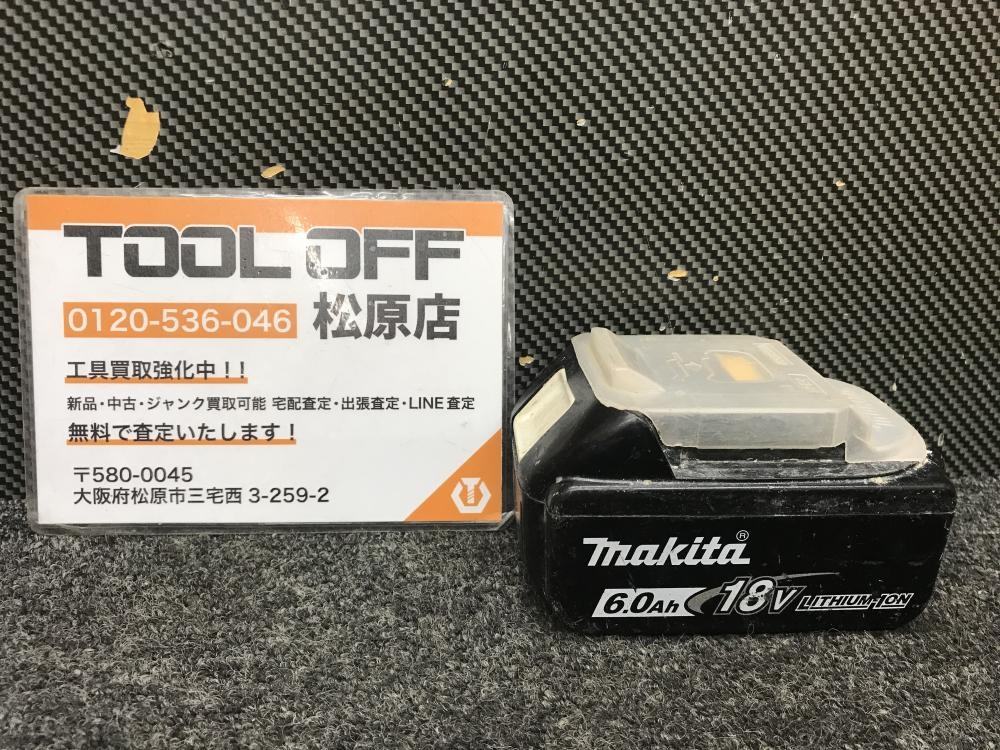 TOOL OFF
0120-536-046 松原店
工具買取強化中！！
新品・中古・ジャンク買取可能 宅配査定・出張査定・LINE査定
無料で査定いたします！
〒580-0045
大阪府松原市三宅西 3-259-2
makita®
6.0Ah 18V LITHIUM-ION